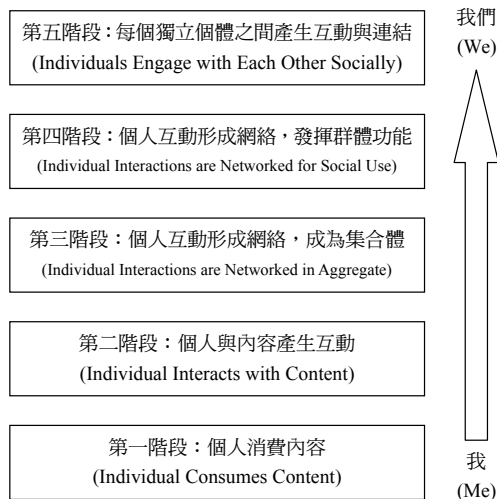 第五階段：每個獨立個體之間產生互動與連結
(Individuals Engage with Each Other Socially)
第四階段：個人互動形成網絡，發揮群體功能
(Individual Interactions are Networked for Social Use)
第三階段：個人互動形成網絡，成為集合體
(Individual Interactions are Networked in Aggregate)
第二階段：個人與內容產生互動
(Individual Interacts with Content)
第一階段：個人消費內容
(Individual Consumes Content)
我們
(We)
我
(Me)